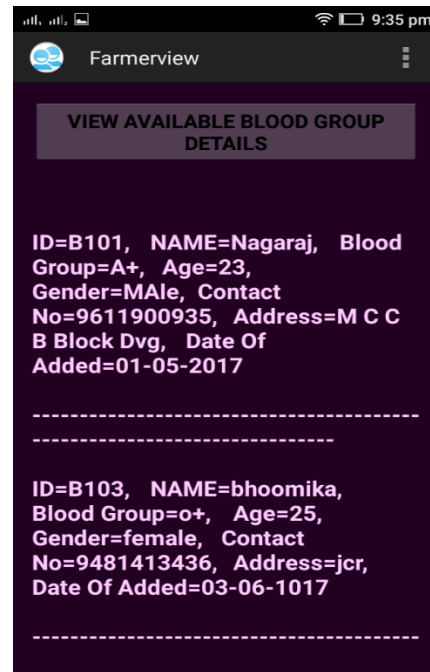 9:35 pm
Farmerview
VIEW AVAILABLE BLOOD GROUP
DETAILS
ID=B101, NAME=Nagaraj, Blood
Group=A+, Age=23,
Gender=MAle, Contact
No=9611900935, Address=M C C
B Block Dvg, Date Of
Added=01-05-2017
-----------------------------------------
--------------------------------
ID=B103, NAME=bhoomika,
Blood Group=o+, Age=25,
Gender=female, Contact
No=9481413436, Address=jcr,
Date Of Added=03-06-1017
-----------------------------------------